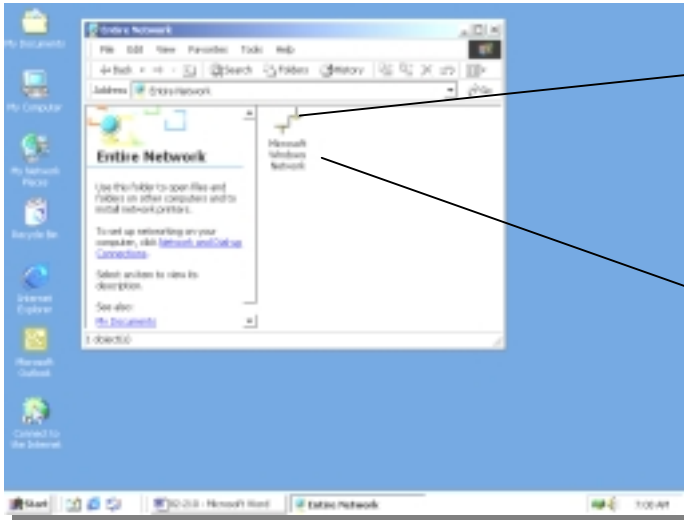 My Documents
My Computer
My Network
Places
Recycle Bin
Internet
Explorer
Microsoft
Outlook
Connect to
the Internet
Entire Network
File Edit View Favorites Tools Help
Back Search Folders History
Address Entire Network Go
Entire Network
Use this folder to open files and
folders on other computers and to
install network printers.
To set up networking on your
computer, click Network and Dial-up
Connections.
Select an item to view its
description.
See also:
My Documents
Microsoft
Windows
Network
1 object(s)
Start
Microsoft Word
Entire Network
7:00 AM